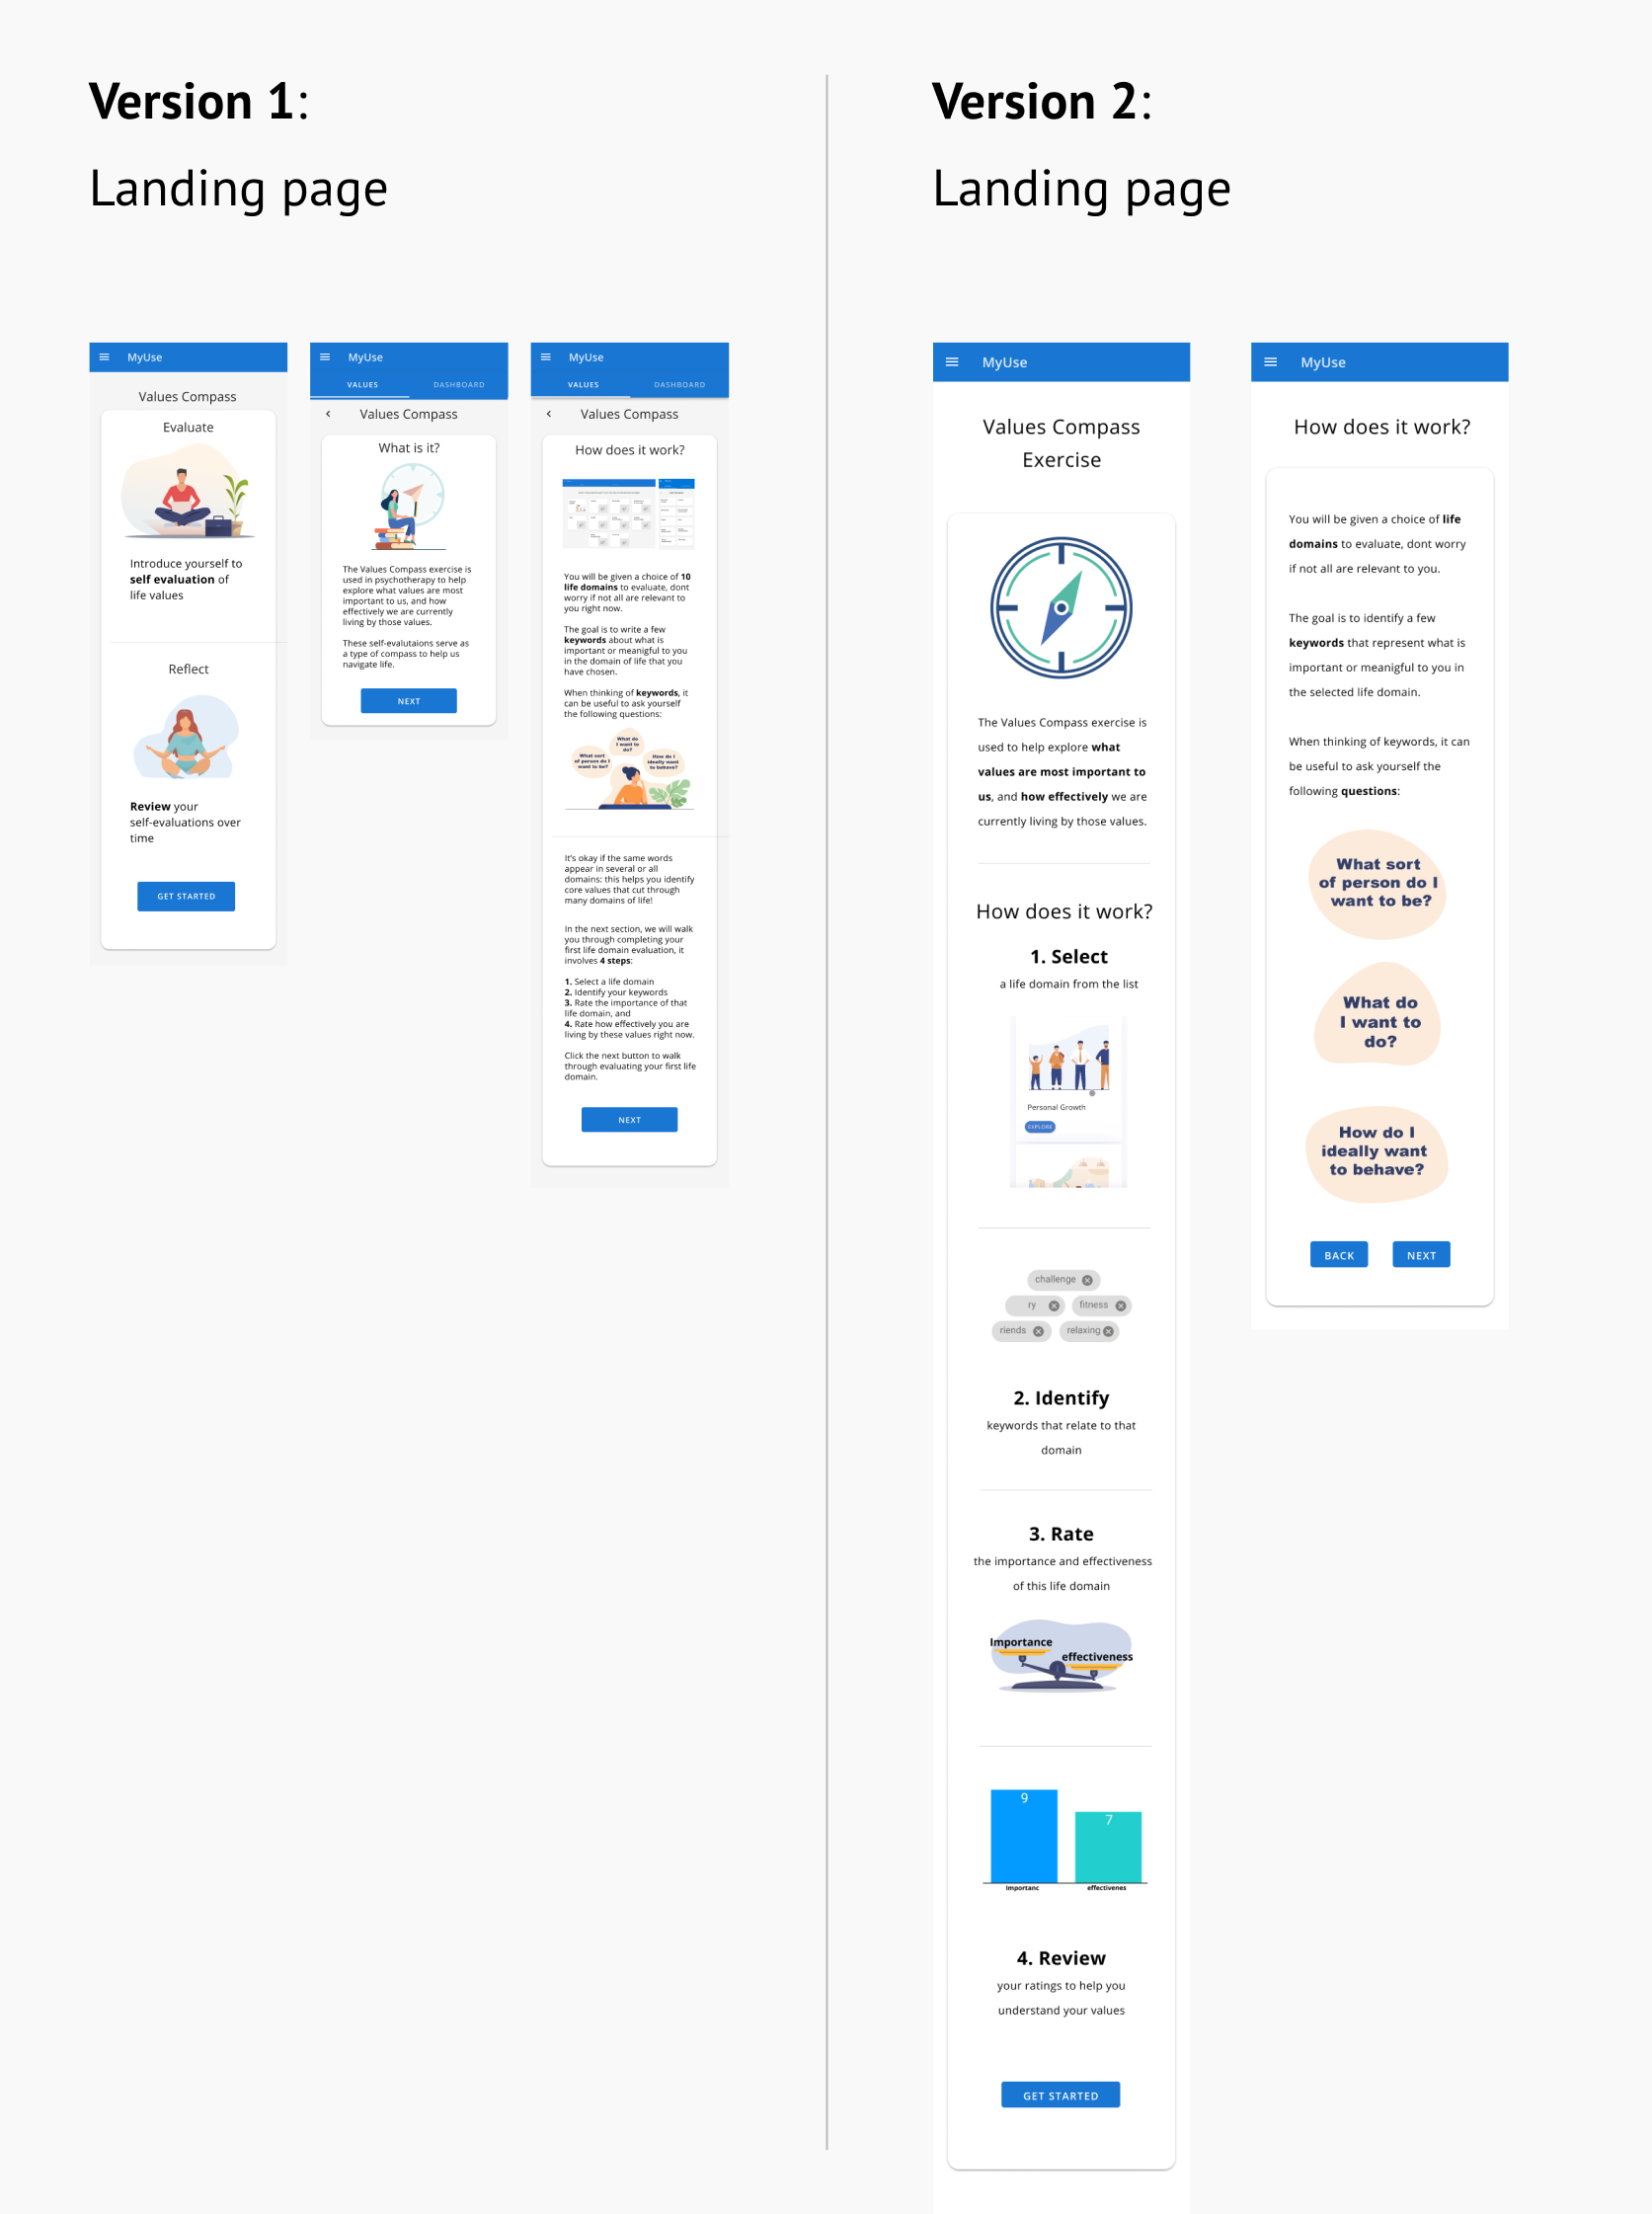 Version 1:
Landing page
MyUse
Values Compass
Evaluate
Introduce yourself to
self evaluation of
life values
Reflect
Review your
self-evaluations over
time
GET STARTED
MyUse
VALUES DASHBOARD
Values Compass
What is it?
The Values Compass exercise is
used in psychotherapy to help
explore what values are most
important to us, and how
effectively we are currently
living by those values.
These self-evalutaions serve as
a type of compass to help us
navigate life.
NEXT
MyUse
VALUES DASHBOARD
Values Compass
How does it work?
You will be given a choice of 10
life domains to evaluate, dont
worry if not all are relevant to
you right now.
The goal is to write a few
keywords about what is
important or meanigful to you
in the domain of life that you
have chosen.
When thinking of keywords, it
can be useful to ask yourself
the following questions:
What do
I want to
do?
What sort
of person do I
want to be?
How do I
ideally want
to behave?
It's okay if the same words
appear in several or all
domains: this helps you identify
core values that cut through
many domains of life!
In the next section, we will walk
you through completing your
first life domain evaluation, it
involves 4 steps:
1. Select a life domain
2. Identify your keywords
3. Rate the importance of that
life domain, and
4. Rate how effectively you are
living by these values right now.
Click the next button to walk
through evaluating your first life
domain.
NEXT
Version 2:
Landing page
MyUse
Values Compass
Exercise
The Values Compass exercise is
used to help explore what
values are most important to
us, and how effectively we are
currently living by those values.
How does it work?
1. Select
a life domain from the list
Personal Growth
EXPLORE
challenge
ry fitness
riends relaxing
2. Identify
keywords that relate to that
domain
3. Rate
the importance and effectiveness
of this life domain
Importance
effectiveness
9
7
Importanc effectivenes
4. Review
your ratings to help you
understand your values
GET STARTED
MyUse
How does it work?
You will be given a choice of life
domains to evaluate, dont worry
if not all are relevant to you.
The goal is to identify a few
keywords that represent what is
important or meanigful to you in
the selected life domain.
When thinking of keywords, it can
be useful to ask yourself the
following questions:
What sort
of person do I
want to be?
What do
I want to
do?
How do I
ideally want
to behave?
BACK NEXT